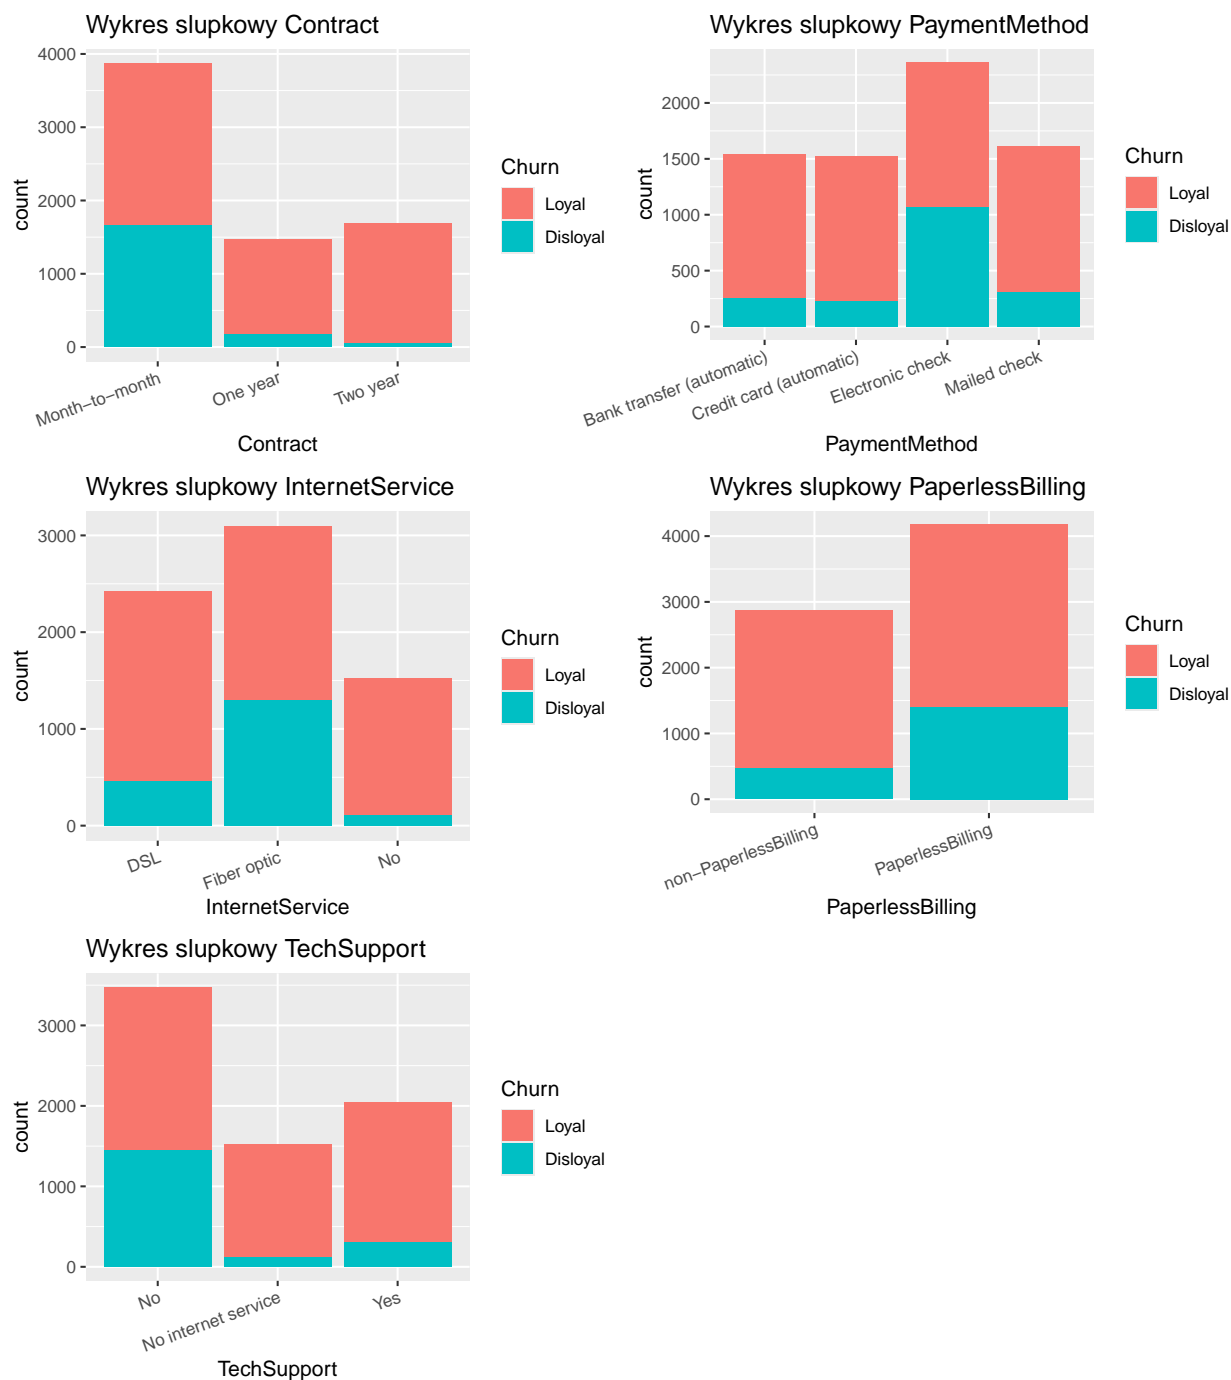 Wykres slupkowy Contract
4000
3000
2000
1000
0
count
Month−to−month
One year
Two year
Contract
Churn
Loyal
Disloyal
Wykres slupkowy PaymentMethod
2000
1500
1000
500
0
count
Bank transfer (automatic)
Credit card (automatic)
Electronic check
Mailed check
PaymentMethod
Churn
Loyal
Disloyal
Wykres slupkowy InternetService
3000
2000
1000
0
count
DSL
Fiber optic
No
InternetService
Churn
Loyal
Disloyal
Wykres slupkowy PaperlessBilling
4000
3000
2000
1000
0
count
non−PaperlessBilling
PaperlessBilling
PaperlessBilling
Churn
Loyal
Disloyal
Wykres slupkowy TechSupport
3000
2000
1000
0
count
No
No internet service
Yes
TechSupport
Churn
Loyal
Disloyal